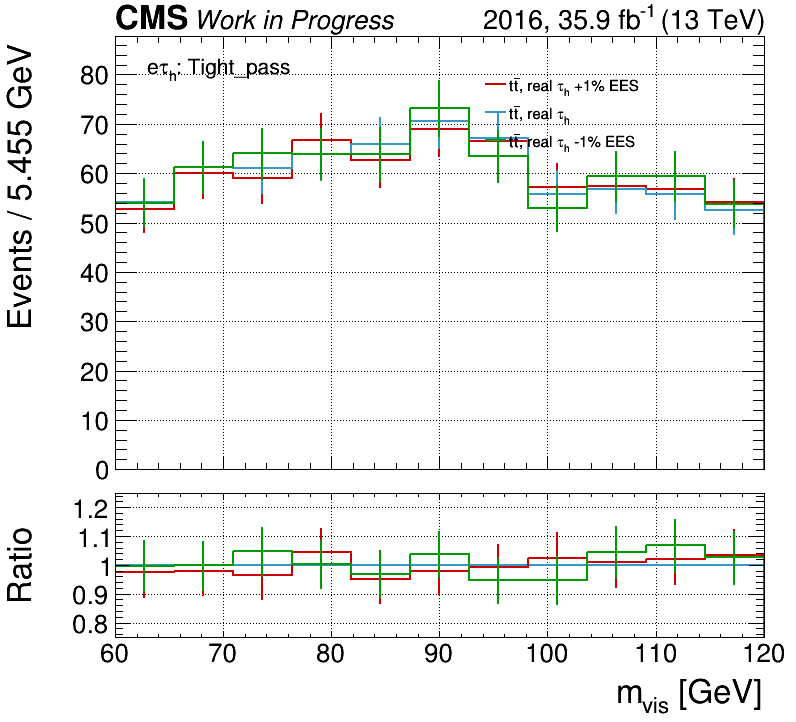 CMS Work in Progress 2016, 35.9 fb⁻¹ (13 TeV)
eτₕ: Tight_pass
tt̄, real τₕ +1% EES
tt̄, real τₕ
tt̄, real τₕ -1% EES
Events / 5.455 GeV
80
70
60
50
40
30
20
10
0
Ratio
1.2
1.1
1
0.9
0.8
60 70 80 90 100 110 120
m_vis [GeV]